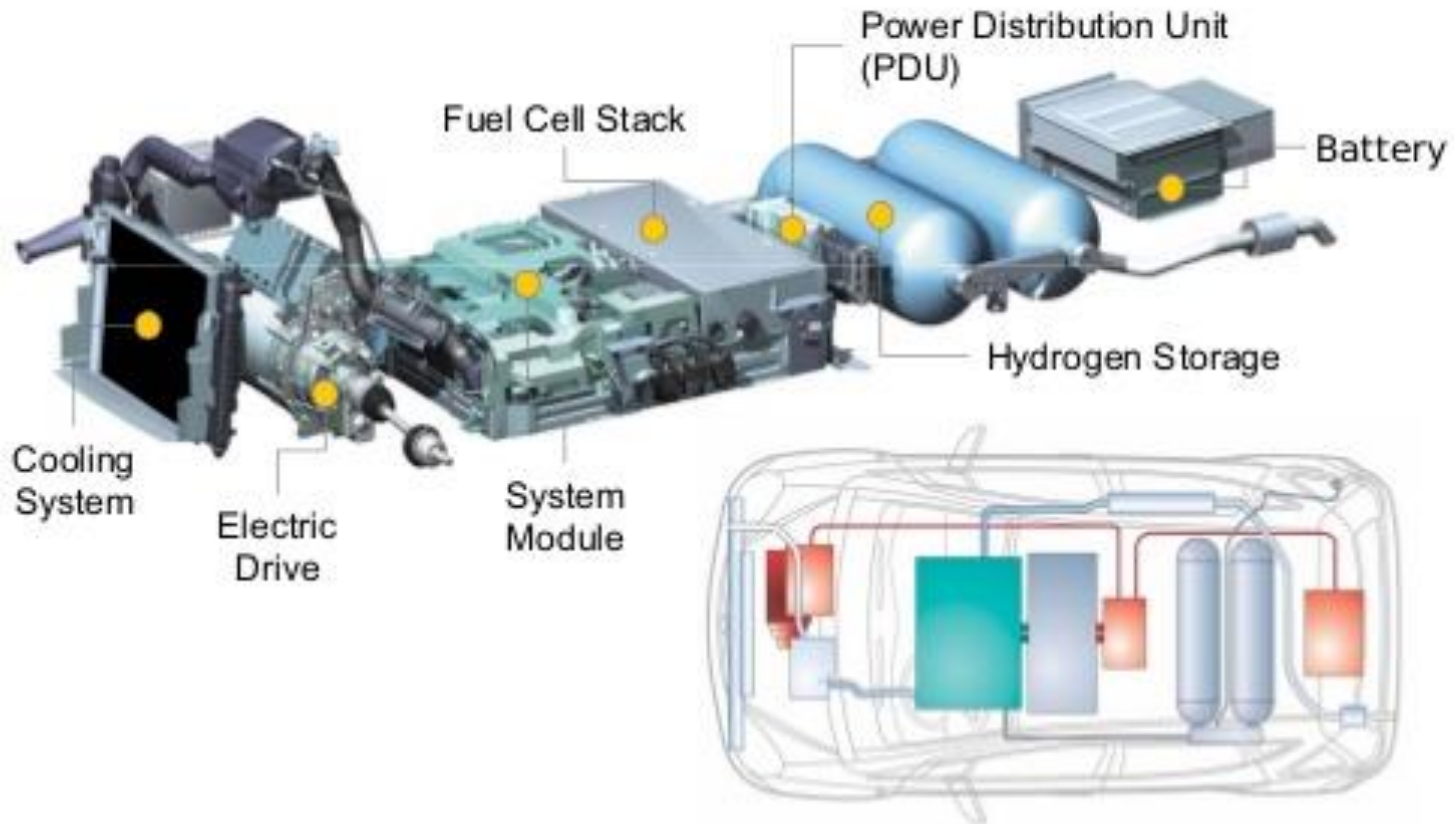 Power Distribution Unit
(PDU)
Fuel Cell Stack
Battery
Hydrogen Storage
Cooling
System
Electric
Drive
System
Module